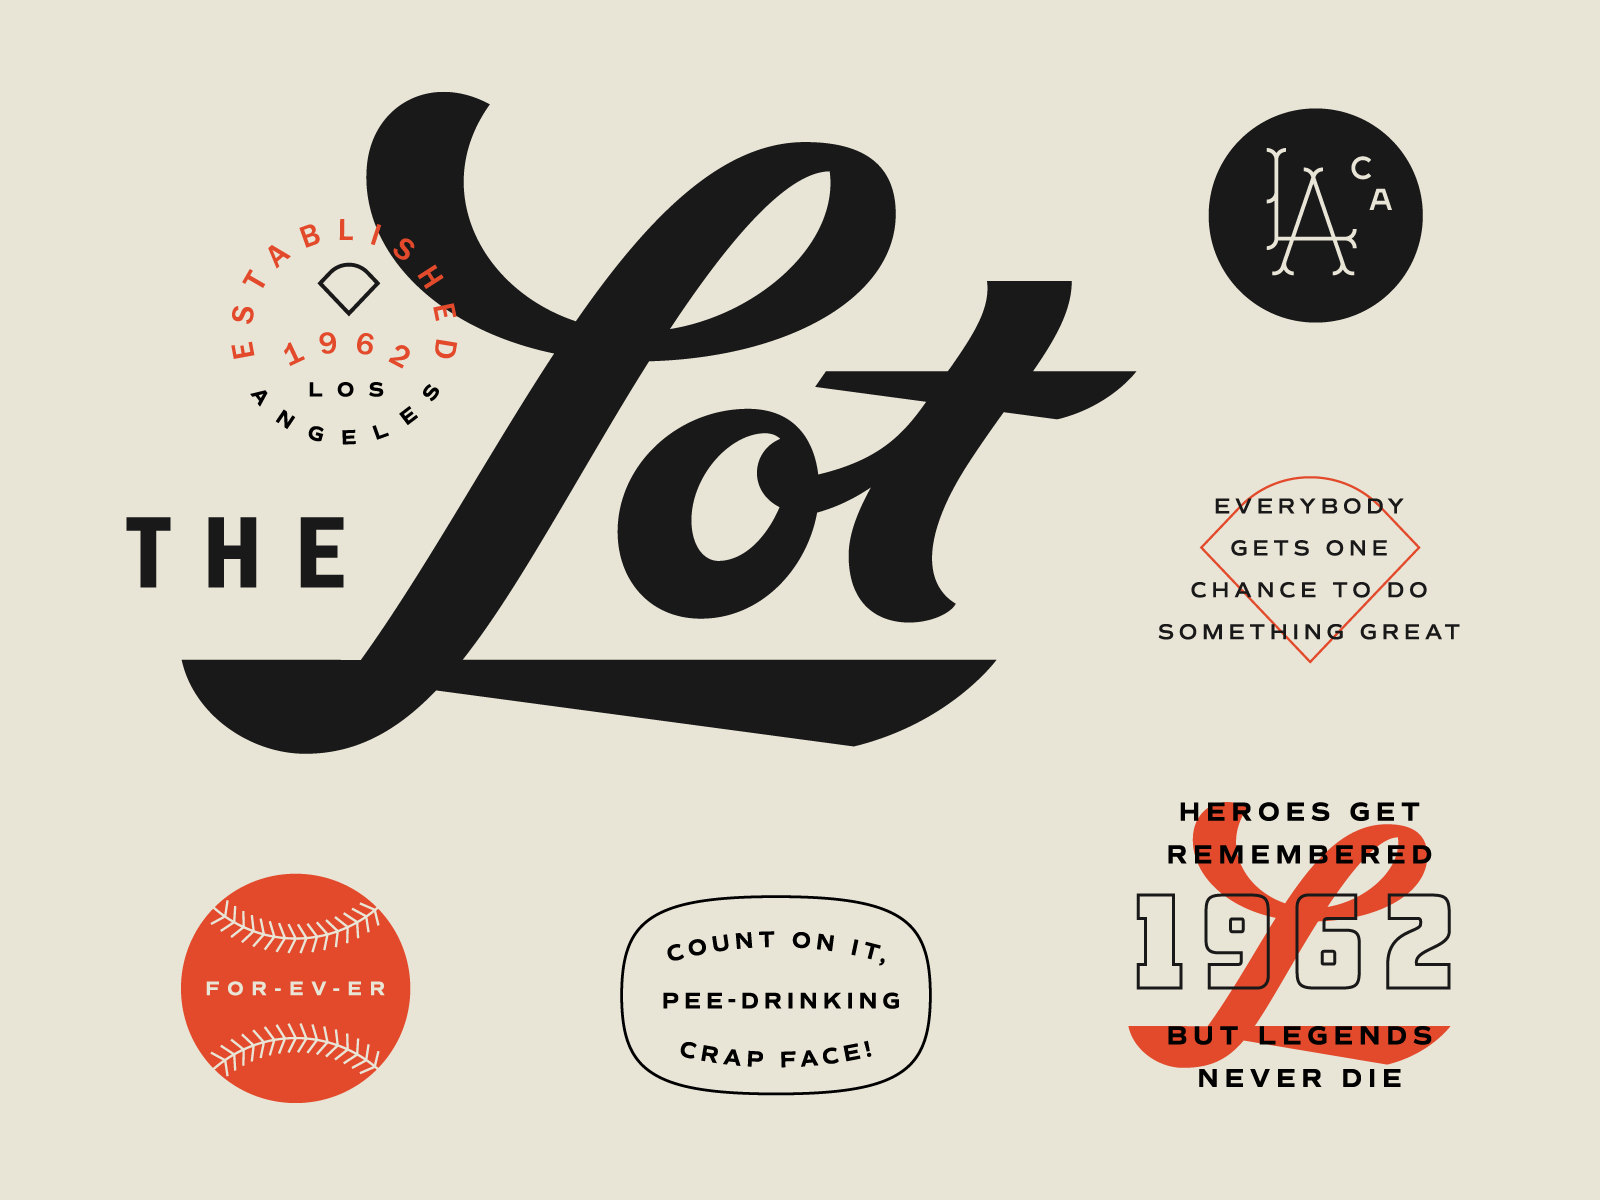 ESTABLISHED
1962
LOS
ANGELES
THE
Lot
LA
CA
EVERYBODY
GETS ONE
CHANCE TO DO
SOMETHING GREAT
FOR-EV-ER
COUNT ON IT,
PEE-DRINKING
CRAP FACE!
HEROES GET
REMEMBERED
L
1962
BUT LEGENDS
NEVER DIE